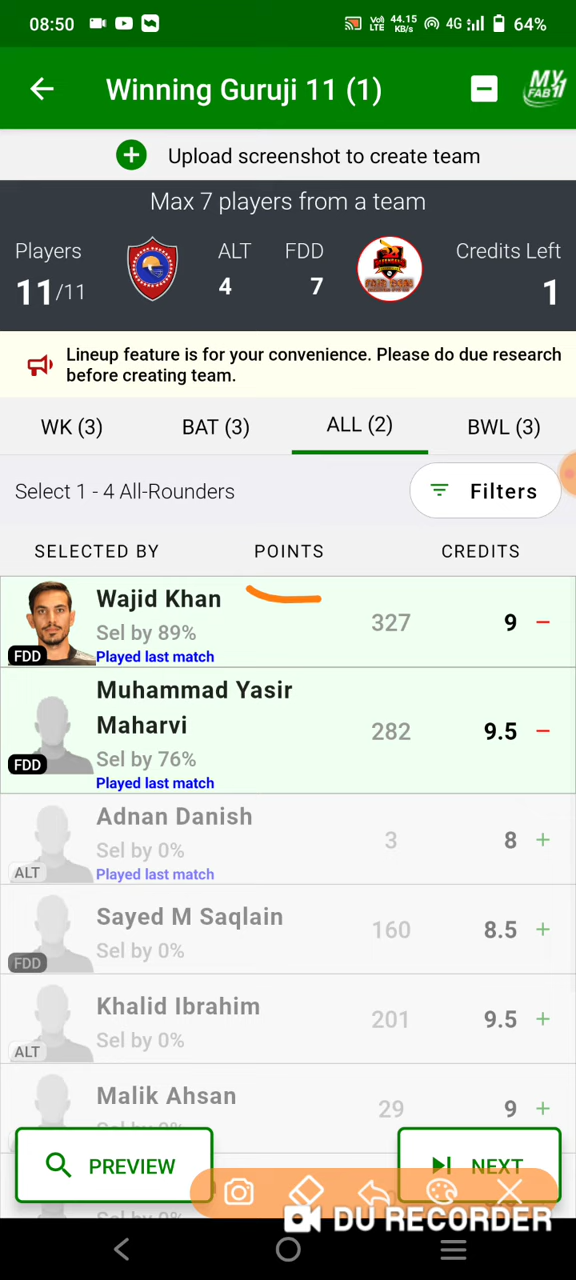 08:50 Vo) LTE 44.15 KB/s 4G 64%
Winning Guruji 11 (1) MY FAB11
Upload screenshot to create team
Max 7 players from a team
Players ALT FDD Credits Left
11/11 4 7 1
Lineup feature is for your convenience. Please do due research
before creating team.
WK (3) BAT (3) ALL (2) BWL (3)
Select 1 - 4 All-Rounders Filters
SELECTED BY POINTS CREDITS
Wajid Khan
Sel by 89% 327 9
FDD Played last match
Muhammad Yasir
Maharvi 282 9.5
Sel by 76%
FDD Played last match
Adnan Danish
Sel by 0% 3 8
ALT Played last match
Sayed M Saqlain
Sel by 0% 160 8.5
FDD
Khalid Ibrahim
Sel by 0% 201 9.5
ALT
Malik Ahsan
29 9
PREVIEW NEXT
DU RECORDER